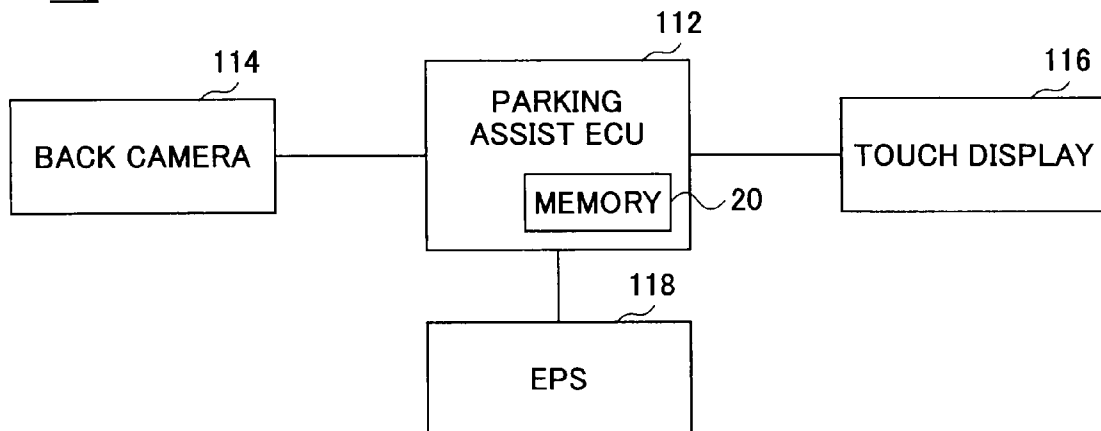 112
114
116
PARKING
ASSIST ECU
BACK CAMERA
TOUCH DISPLAY
MEMORY
20
118
EPS